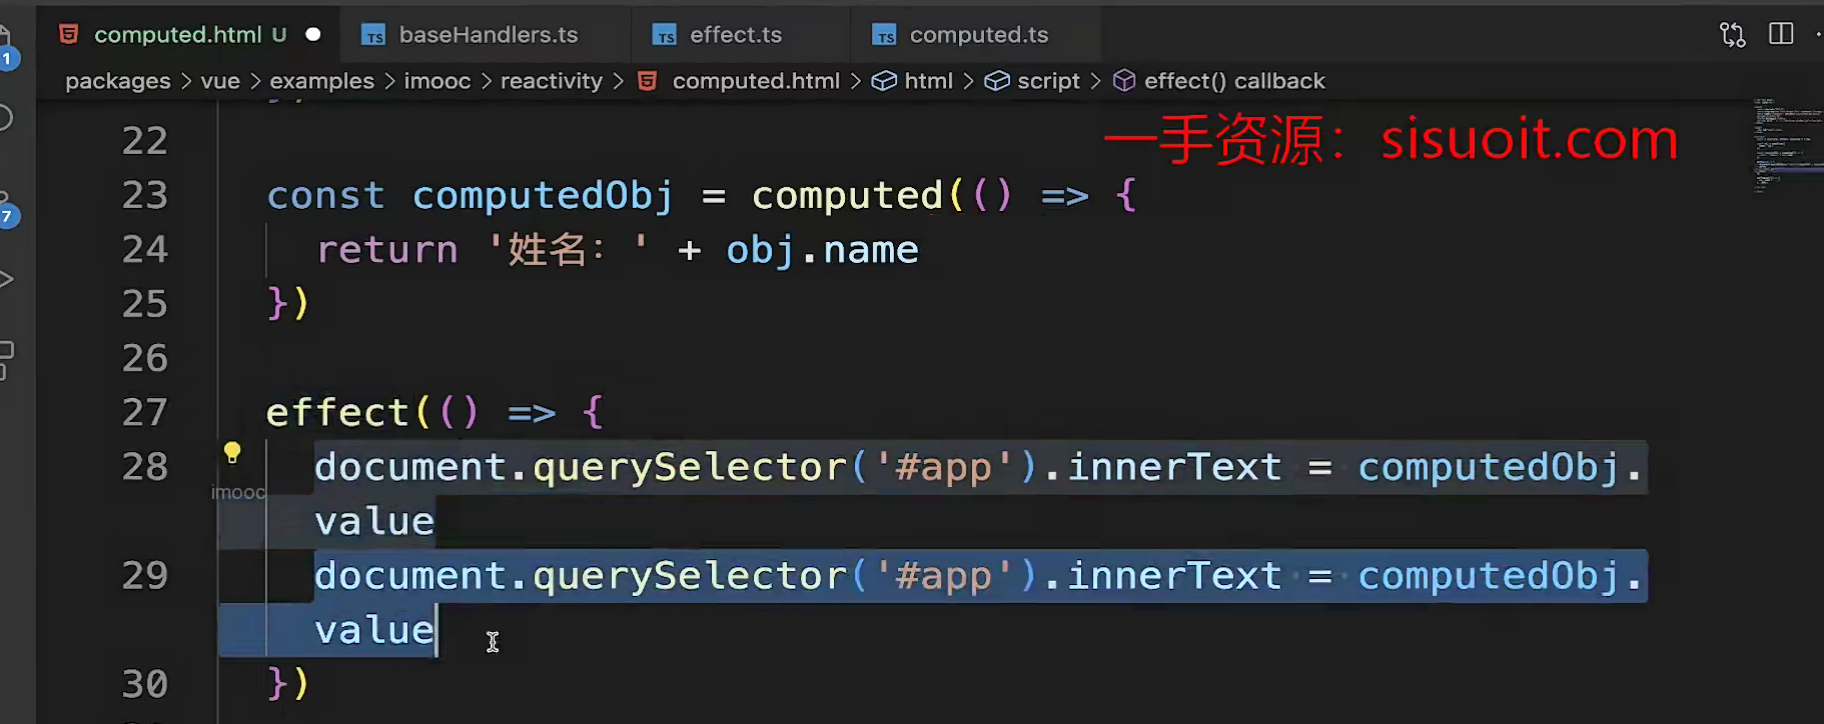 computed.html U
baseHandlers.ts
effect.ts
computed.ts
packages > vue > examples > imooc > reactivity > computed.html > html > script > effect() callback
一手资源：sisuoit.com
22
23 const computedObj = computed(() => {
24 return '姓名：' + obj.name
25 })
26
27 effect(() => {
28 document.querySelector('#app').innerText = computedObj.
value
29 document.querySelector('#app').innerText = computedObj.
value
30 })
imooc
1
7